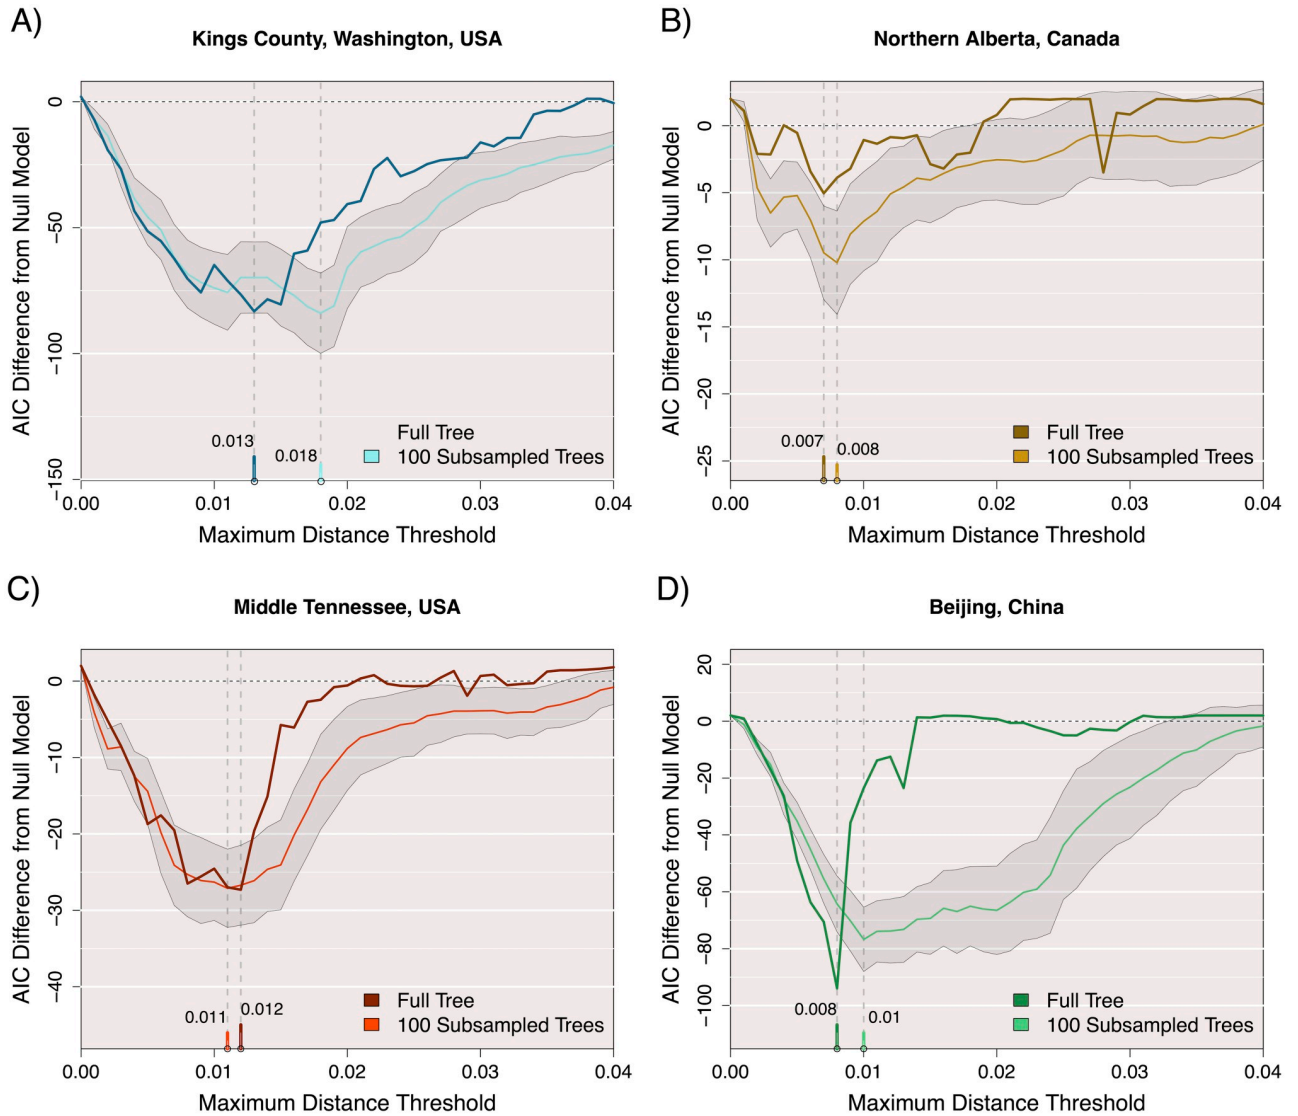 A)
Kings County, Washington, USA
AIC Difference from Null Model
0
50
−100
−150
0.013
0.018
Full Tree
100 Subsampled Trees
0.00 0.01 0.02 0.03 0.04
Maximum Distance Threshold
B)
Northern Alberta, Canada
AIC Difference from Null Model
0
−5
−10
−15
−20
−25
0.007
0.008
Full Tree
100 Subsampled Trees
0.00 0.01 0.02 0.03 0.04
Maximum Distance Threshold
C)
Middle Tennessee, USA
AIC Difference from Null Model
0
10
−20
−30
−40
0.011
0.012
Full Tree
100 Subsampled Trees
0.00 0.01 0.02 0.03 0.04
Maximum Distance Threshold
D)
Beijing, China
AIC Difference from Null Model
20
0
−20
−40
−60
−80
−100
0.008
0.01
Full Tree
100 Subsampled Trees
0.00 0.01 0.02 0.03 0.04
Maximum Distance Threshold